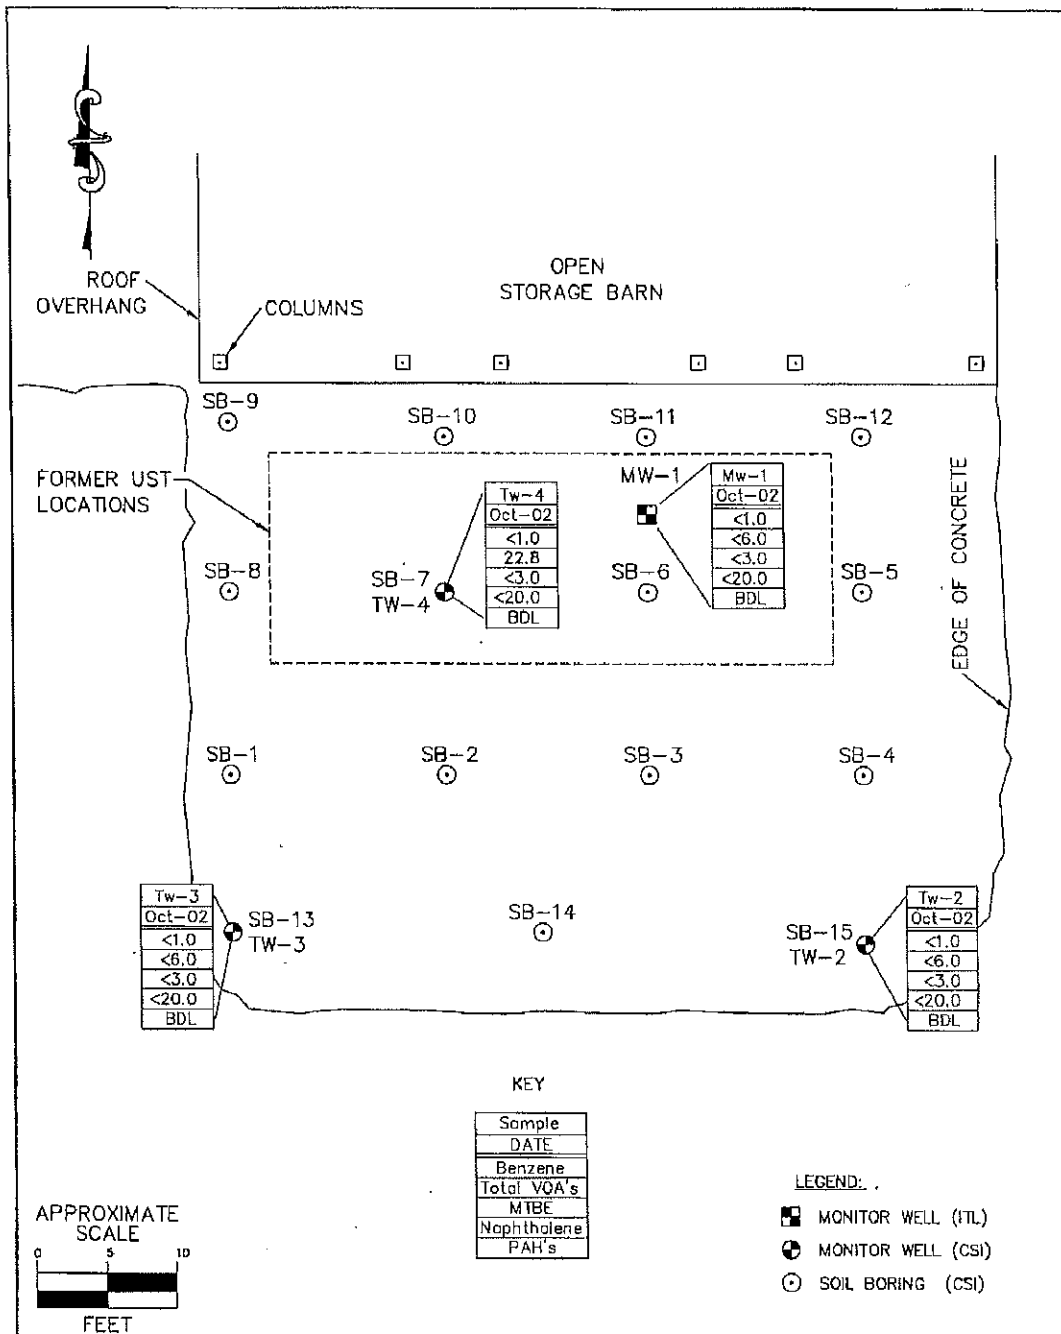 ROOF
OVERHANG
COLUMNS
OPEN
STORAGE BARN
SB-9
SB-10
SB-11
SB-12
FORMER UST
LOCATIONS
MW-1
Mw-1
Oct-02
<1.0
<6.0
<3.0
<20.0
BDL
Tw-4
Oct-02
<1.0
22.8
<3.0
<20.0
BDL
EDGE OF CONCRETE
SB-8
SB-7
TW-4
SB-6
SB-5
SB-1
SB-2
SB-3
SB-4
Tw-3
Oct-02
<1.0
<6.0
<3.0
<20.0
BDL
SB-13
TW-3
SB-14
SB-15
TW-2
Tw-2
Oct-02
<1.0
<6.0
<3.0
<20.0
BDL
KEY
Sample
DATE
Benzene
Total VOA's
MTBE
Naphthalene
PAH's
APPROXIMATE
SCALE
0 5 10
FEET
LEGEND:
MONITOR WELL (ITL)
MONITOR WELL (CSI)
SOIL BORING (CSI)